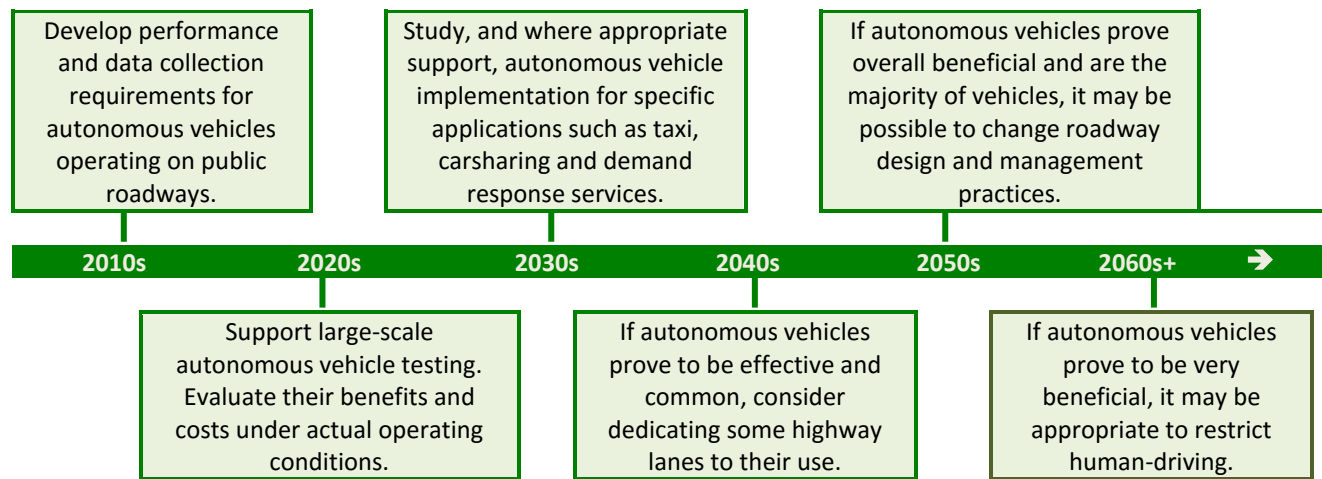 Develop performance
and data collection
requirements for
autonomous vehicles
operating on public
roadways.
Study, and where appropriate
support, autonomous vehicle
implementation for specific
applications such as taxi,
carsharing and demand
response services.
If autonomous vehicles prove
overall beneficial and are the
majority of vehicles, it may be
possible to change roadway
design and management
practices.
2010s 2020s 2030s 2040s 2050s 2060s+ ➔
Support large-scale
autonomous vehicle testing.
Evaluate their benefits and
costs under actual operating
conditions.
If autonomous vehicles
prove to be effective and
common, consider
dedicating some highway
lanes to their use.
If autonomous vehicles
prove to be very
beneficial, it may be
appropriate to restrict
human-driving.